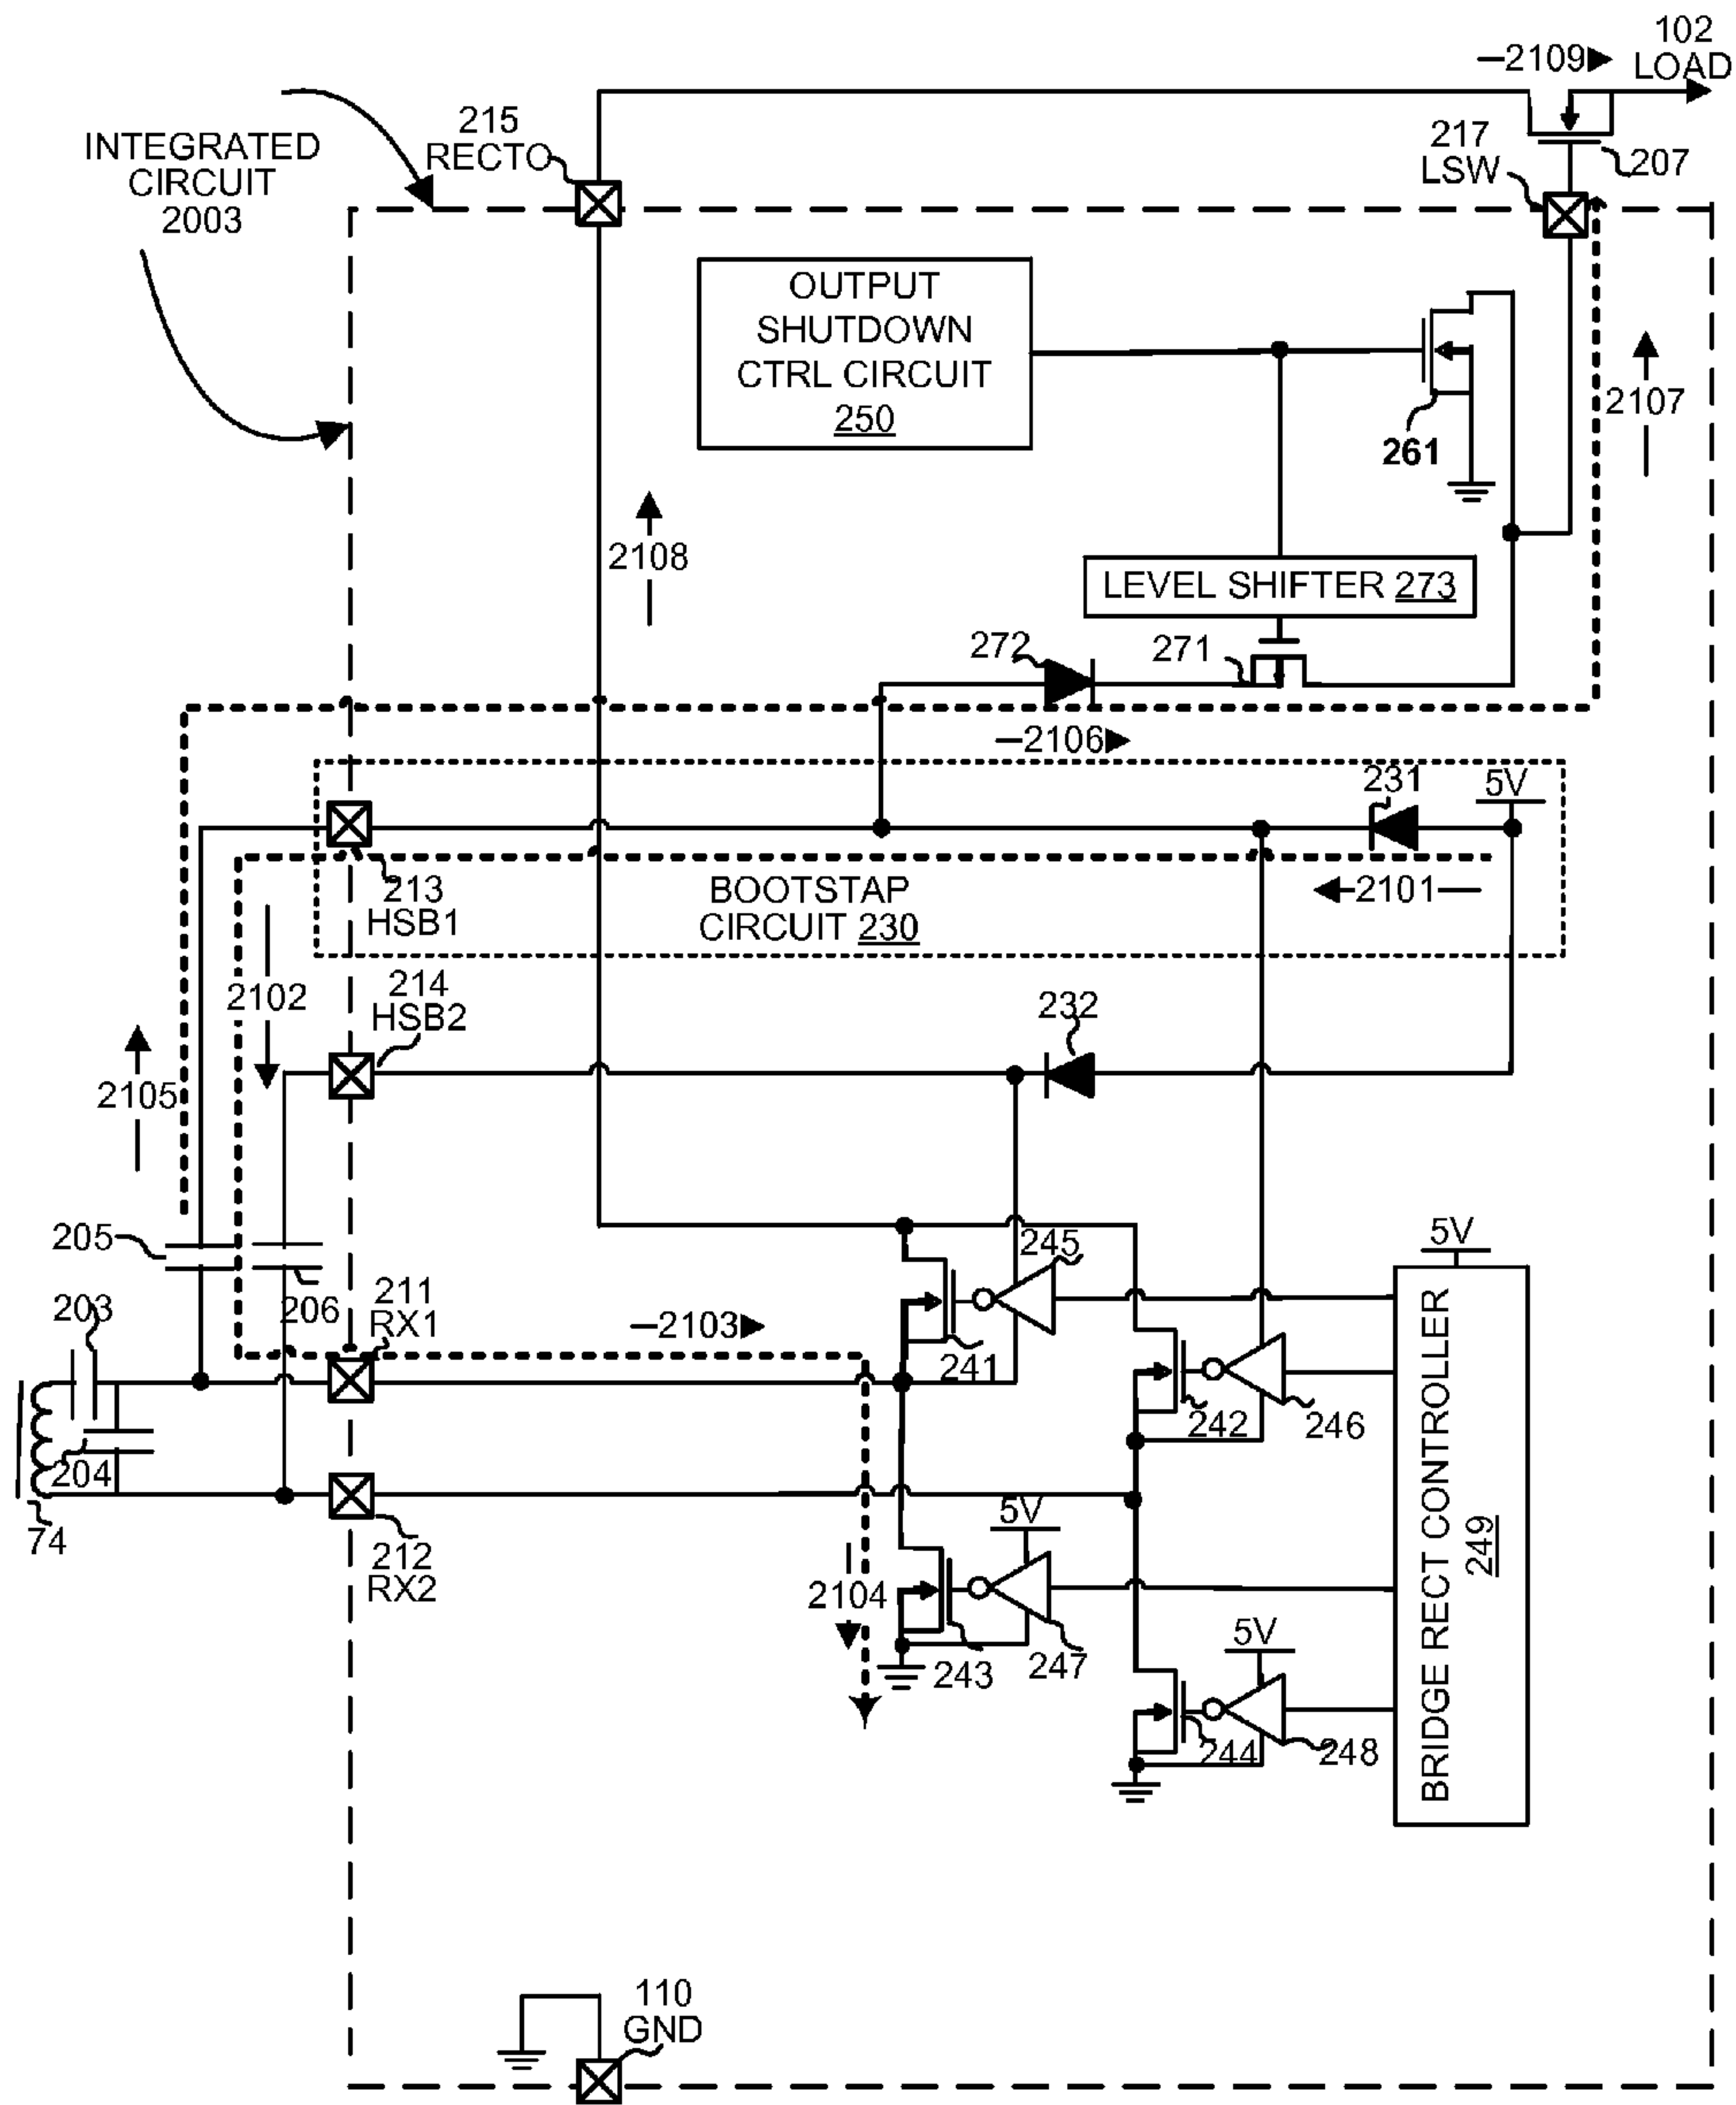 102
LOAD
2109
215
RECTO
217
LSW
207
INTEGRATED
CIRCUIT
2003
OUTPUT
SHUTDOWN
CTRL CIRCUIT
250
261
2107
2108
LEVEL SHIFTER 273
272
271
2106
231
5V
213
HSB1
BOOTSTAP
CIRCUIT 230
2101
2102
214
HSB2
232
2105
205
206
203
211
RX1
2103
245
241
5V
242
246
204
74
212
RX2
2104
5V
243
247
5V
244
248
BRIDGE RECT CONTROLLER
249
110
GND